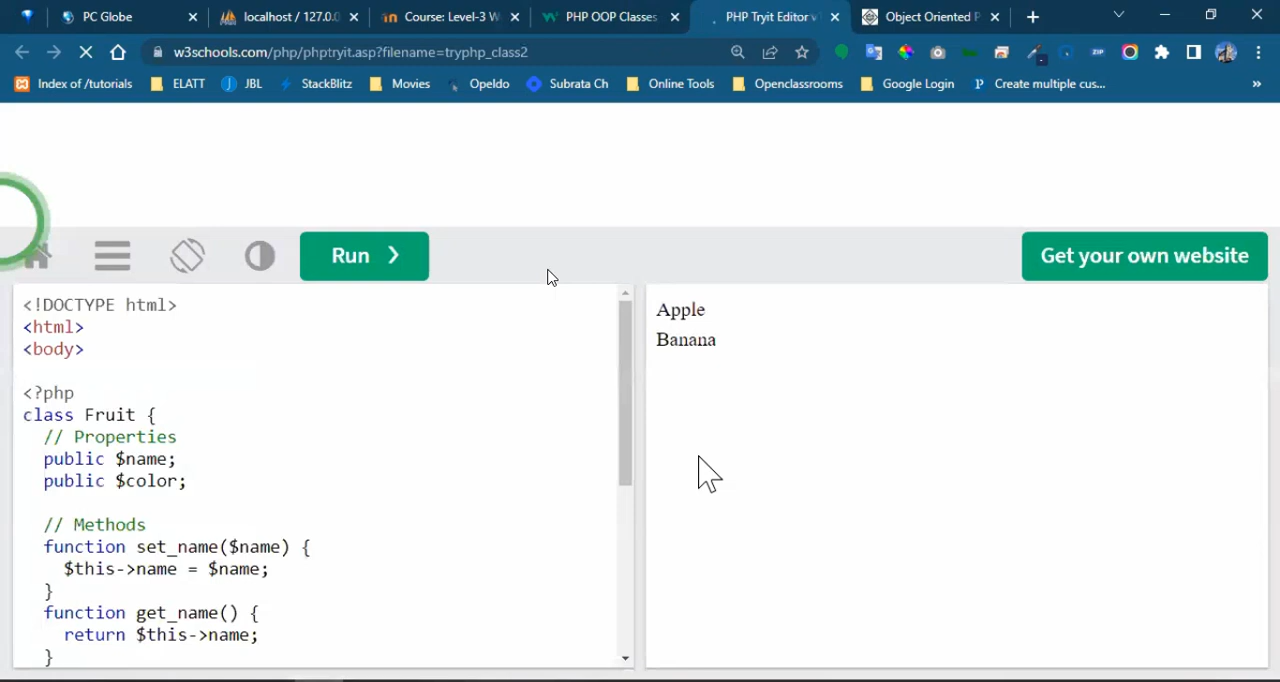 PC Globe
localhost / 127.0.0
Course: Level-3 W
PHP OOP Classes
PHP Tryit Editor v
Object Oriented P
w3schools.com/php/phptryit.asp?filename=tryphp_class2
ZIP
Index of /tutorials
ELATT
JBL
StackBlitz
Movies
Opeldo
Subrata Ch
Online Tools
Openclassrooms
Google Login
Create multiple cus...
Run
Get your own website
<!DOCTYPE html>
<html>
<body>
<?php
class Fruit {
// Properties
public $name;
public $color;
// Methods
function set_name($name) {
$this->name = $name;
}
function get_name() {
return $this->name;
}
Apple
Banana